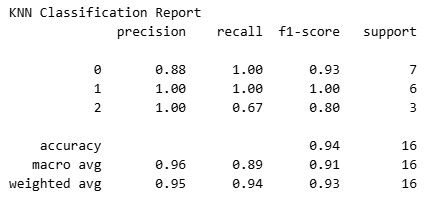 KNN Classification Report
precision recall f1-score support
0 0.88 1.00 0.93 7
1 1.00 1.00 1.00 6
2 1.00 0.67 0.80 3
accuracy 0.94 16
macro avg 0.96 0.89 0.91 16
weighted avg 0.95 0.94 0.93 16